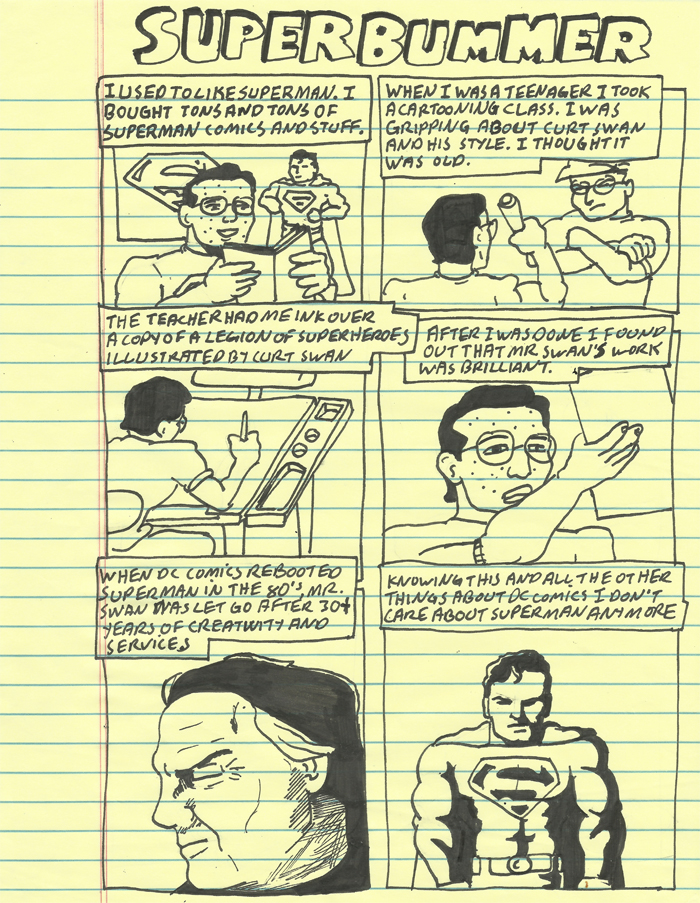 SUPERBUMMER
I USED TO LIKE SUPERMAN. I
BOUGHT TONS AND TONS OF
SUPERMAN COMICS AND STUFF.
WHEN I WAS A TEENAGER I TOOK
A CARTOONING CLASS. I WAS
GRIPPING ABOUT CURT SWAN
AND HIS STYLE. I THOUGHT IT
WAS OLD.
THE TEACHER HAD ME INK OVER
A COPY OF A LEGION OF SUPERHEROES
ILLUSTRATED BY CURT SWAN
AFTER I WAS DONE I FOUND
OUT THAT MR. SWAN'S WORK
WAS BRILLIANT.
WHEN DC COMICS REBOOTED
SUPERMAN IN THE 80'S, MR.
SWAN WAS LET GO AFTER 30+
YEARS OF CREATIVITY AND
SERVICES
KNOWING THIS AND ALL THE OTHER
THINGS ABOUT DC COMICS I DON'T
CARE ABOUT SUPERMAN ANYMORE